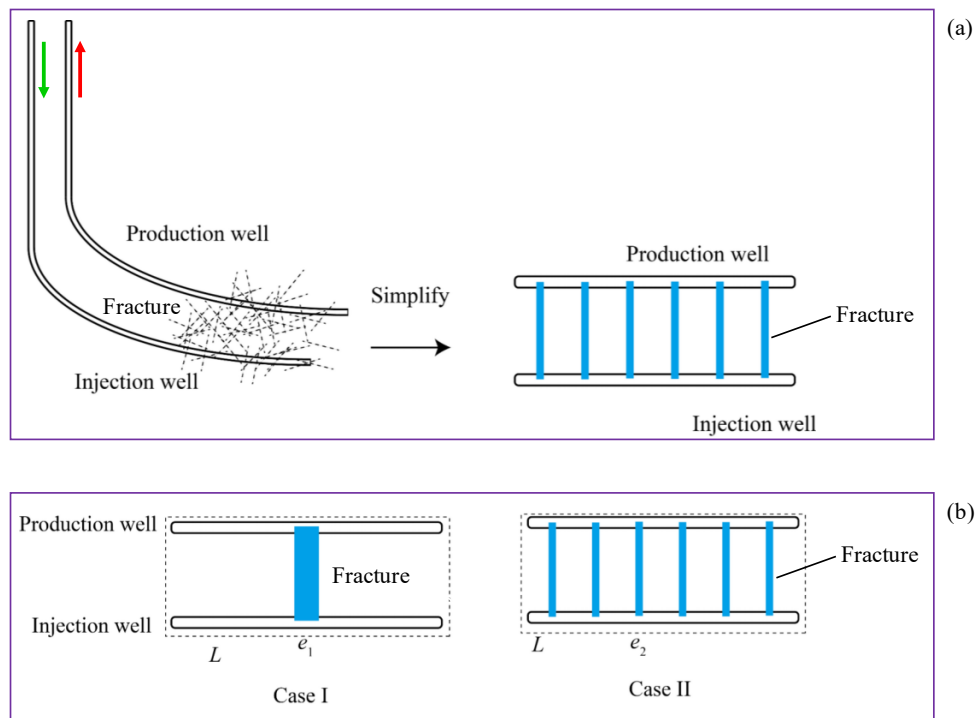 (a)
Production well
Fracture
Injection well
Simplify
Production well
Fracture
Injection well
(b)
Production well
Fracture
Injection well
L
e1
Case I
Fracture
L
e2
Case II